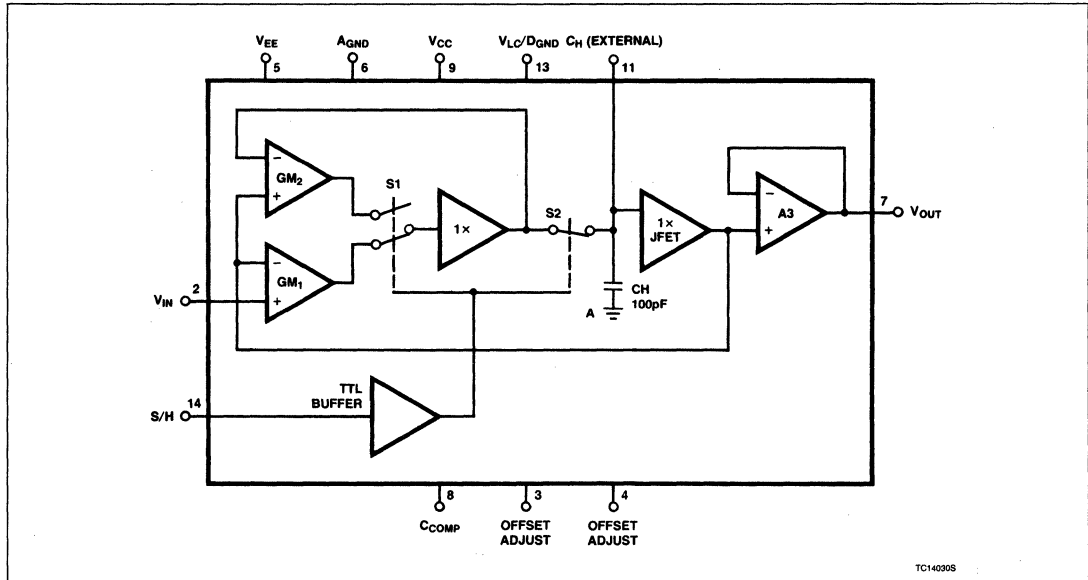 VEE AGND VCC VLC/DGND CH (EXTERNAL)
5 6 9 13 11
−
GM2
+
S1
1×
S2
1×
JFET
−
A3
+
7 VOUT
−
GM1
+
VIN 2
CH
100pF
A
S/H 14
TTL
BUFFER
8 3 4
CCOMP OFFSET OFFSET
ADJUST ADJUST
TC14030S